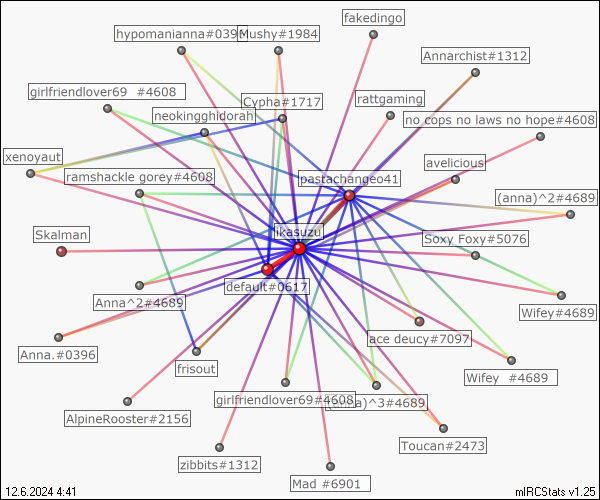 fakedingo
hypomanianna#0396
Mushy#1984
Annarchist#1312
girlfriendlover69 #4608
Cypha#1717
rattgaming
neokingghidorah
no cops no laws no hope#4608
xenoyaut
avelicious
ramshackle gorey#4608
pastachangeo41
(anna)^2#4689
Skalman
ikasuzu
Soxy Foxy#5076
default#0617
Anna^2#4689
Wifey#4689
Anna.#0396
ace deucy#7097
frisout
Wifey #4689
girlfriendlover69#4608
(anna)^3#4689
AlpineRooster#2156
Toucan#2473
zibbits#1312
Mad #6901
12.6.2024 4:41
mIRCStats v1.25